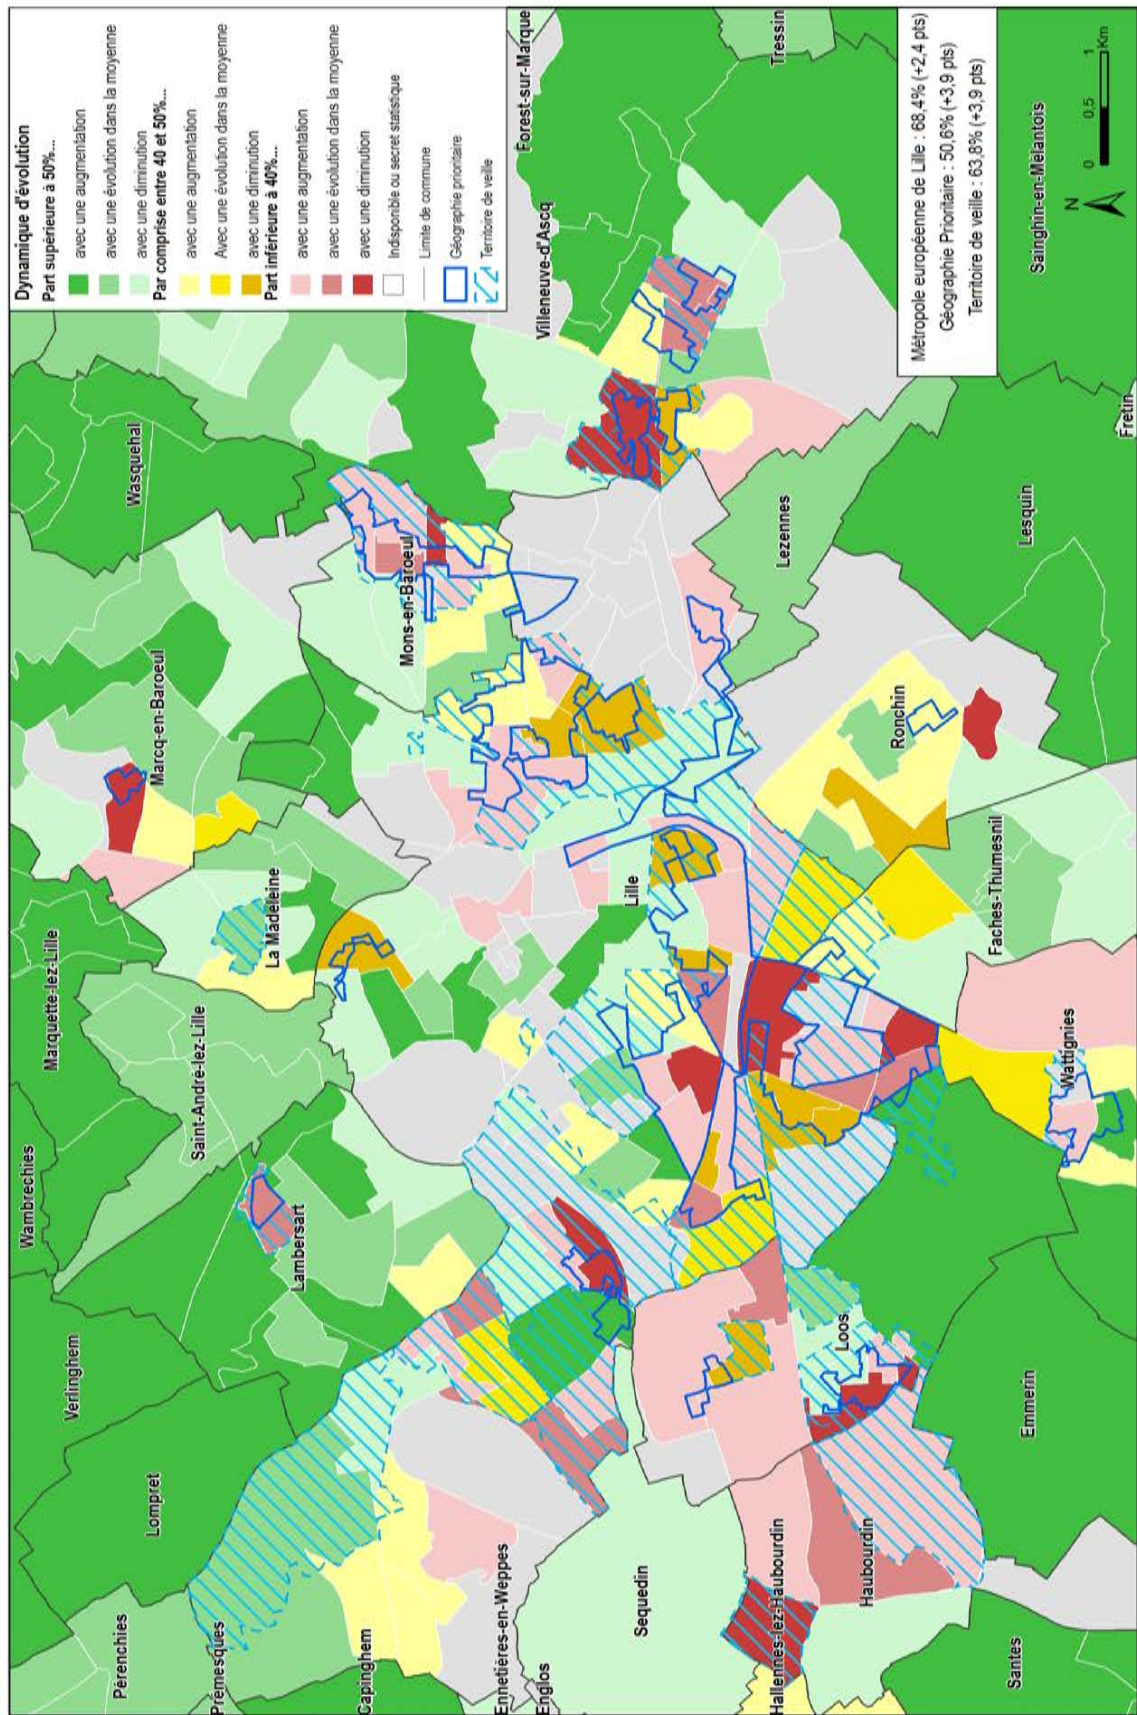 Dynamique d'évolution
Part supérieure à 50%...
avec une augmentation
avec une évolution dans la moyenne
avec une diminution
Par comprise entre 40 et 50%...
avec une augmentation
Avec une évolution dans la moyenne
avec une diminution
Part inférieure à 40%...
avec une augmentation
avec une évolution dans la moyenne
avec une diminution
Indisponible ou secret statistique
Limite de commune
Géographie prioritaire
Territoire de veille
Wambrechies
Marquette-lez-Lille
Verlinghem
Lompret
Pérenchies
Prémesques
Capinghem
Ennetières-en-Weppes
Englos
Saint-André-lez-Lille
Lambersart
La Madeleine
Marcq-en-Baroeul
Wasquehal
Mons-en-Baroeul
Villeneuve-d'Ascq
Forest-sur-Marque
Tressin
Lille
Sequedin
Hallennes-lez-Haubourdin
Haubourdin
Loos
Lezennes
Ronchin
Faches-Thumesnil
Lesquin
Fretin
Wattignies
Emmerin
Santes
Sainghin-en-Mélantois
Métropole européenne de Lille : 68,4% (+2,4 pts)
Géographie Prioritaire : 50,6% (+3,9 pts)
Territoire de veille : 63,8% (+3,9 pts)
N
0 0,5 1
Km